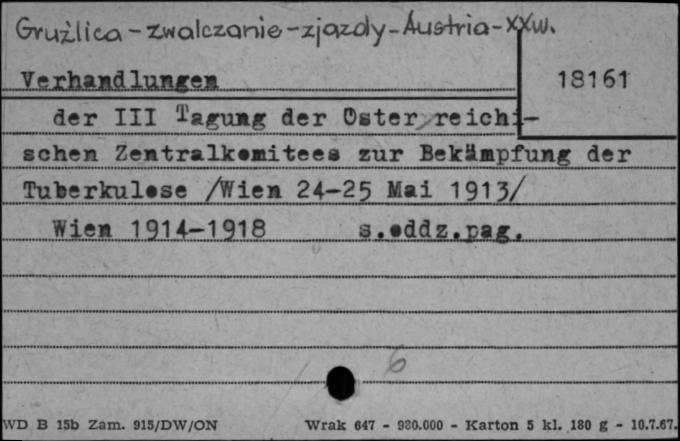 Gruźlica - zwalczanie - zjazdy - Austria - XXw.
18161
Verhandlungen
der III Tagung der Oster reichi-
schen Zentralkomitees zur Bekämpfung der
Tuberkulose /Wien 24-25 Mai 1913/
Wien 1914-1918 s.oddz.pag.
6
WD B 15b Zam. 915/DW/ON Wrak 647 - 980.000 - Karton 5 kl. 180 g - 10.7.67.